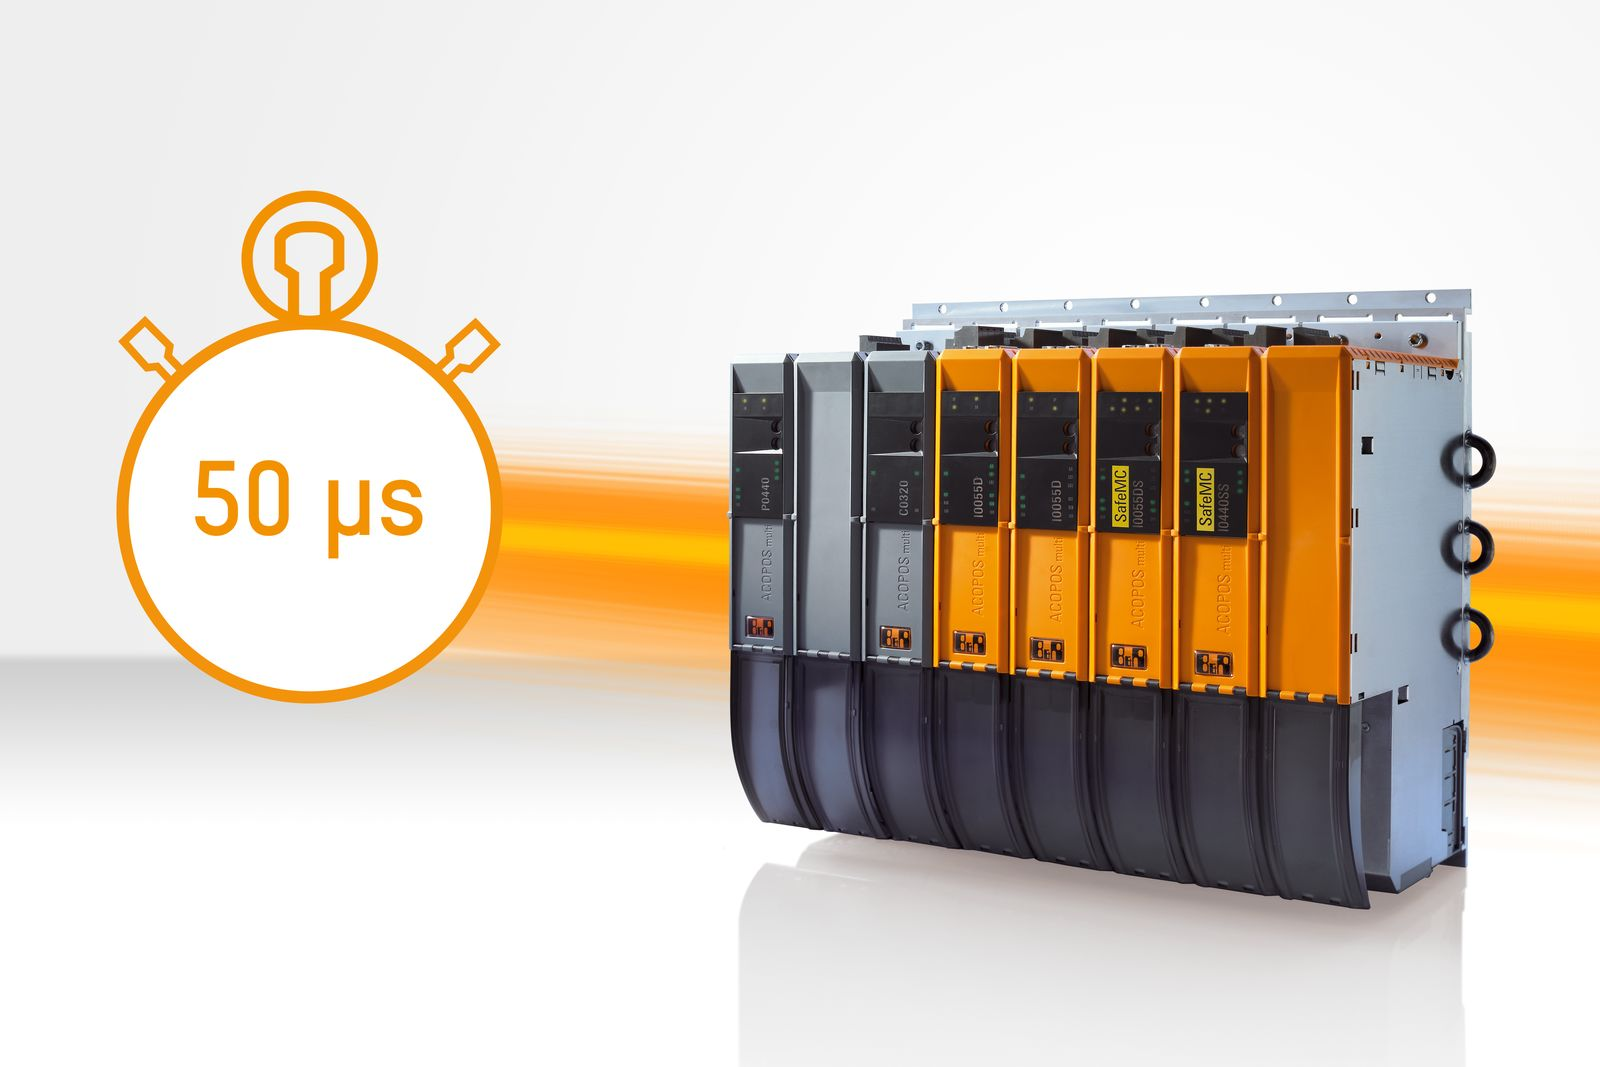 50 µs
P0440
ACOPOS multi
B&R
C0320
ACOPOS multi
B&R
I0055D
ACOPOS multi
B&R
I0055D
ACOPOS multi
B&R
SafeMC
I0055DS
ACOPOS multi
B&R
SafeMC
I0440SS
ACOPOS multi
B&R